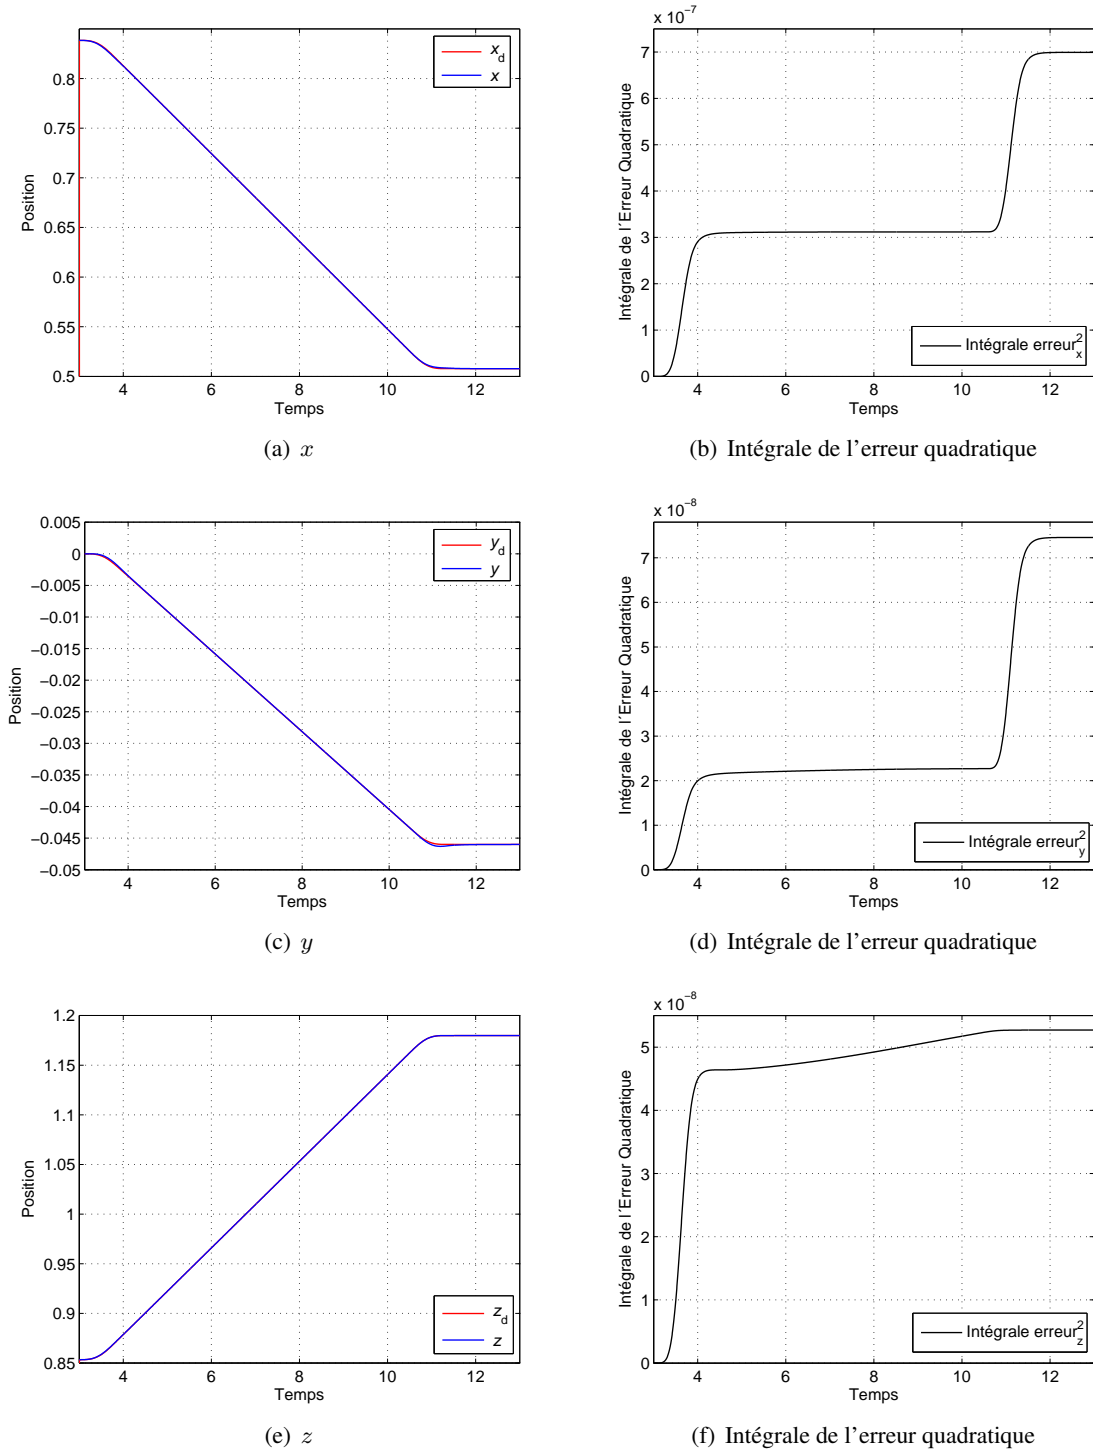 x_d
x
0.8
0.75
0.7
0.65
0.6
0.55
0.5
Position
4 6 8 10 12
Temps
(a) x
x 10^-7
7
6
5
4
3
2
1
0
Intégrale de l´Erreur Quadratique
Intégrale erreur_x^2
4 6 8 10 12
Temps
(b) Intégrale de l'erreur quadratique
0.005
0
−0.005
−0.01
−0.015
−0.02
−0.025
−0.03
−0.035
−0.04
−0.045
−0.05
Position
y_d
y
4 6 8 10 12
Temps
(c) y
x 10^-8
7
6
5
4
3
2
1
0
Intégrale de l´Erreur Quadratique
Intégrale erreur_y^2
4 6 8 10 12
Temps
(d) Intégrale de l'erreur quadratique
1.2
1.15
1.1
1.05
1
0.95
0.9
0.85
Position
z_d
z
4 6 8 10 12
Temps
(e) z
x 10^-8
5
4
3
2
1
0
Intégrale de l´Erreur Quadratique
Intégrale erreur_z^2
4 6 8 10 12
Temps
(f) Intégrale de l'erreur quadratique